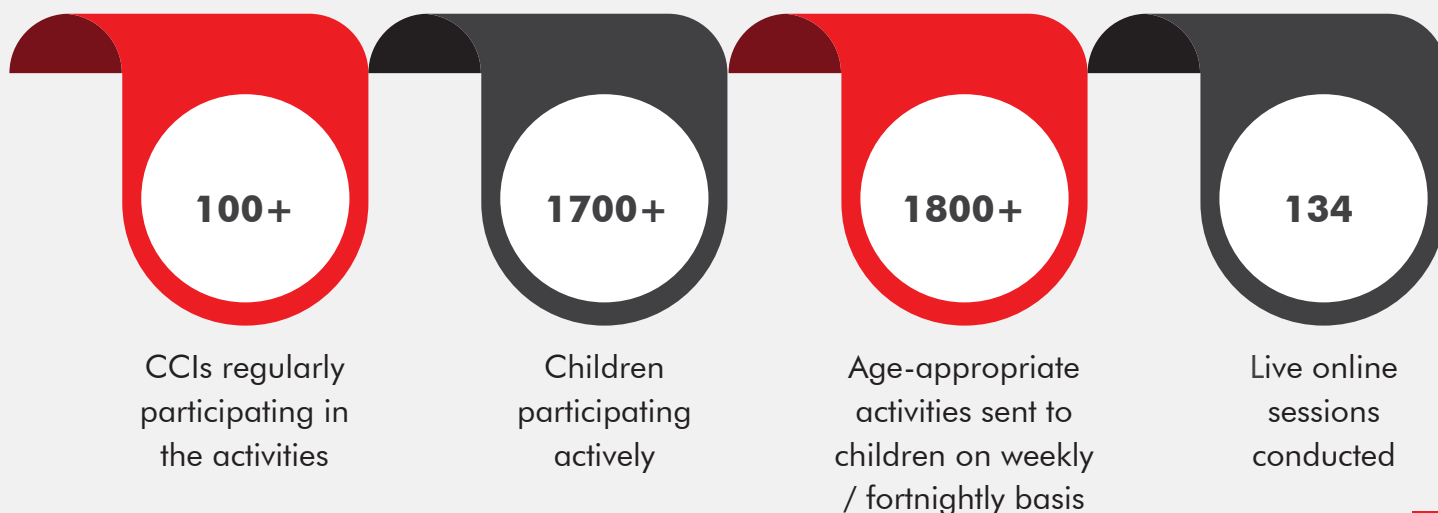 100+
CCIs regularly
participating in
the activities
1700+
Children
participating
actively
1800+
Age-appropriate
activities sent to
children on weekly
/ fortnightly basis
134
Live online
sessions
conducted